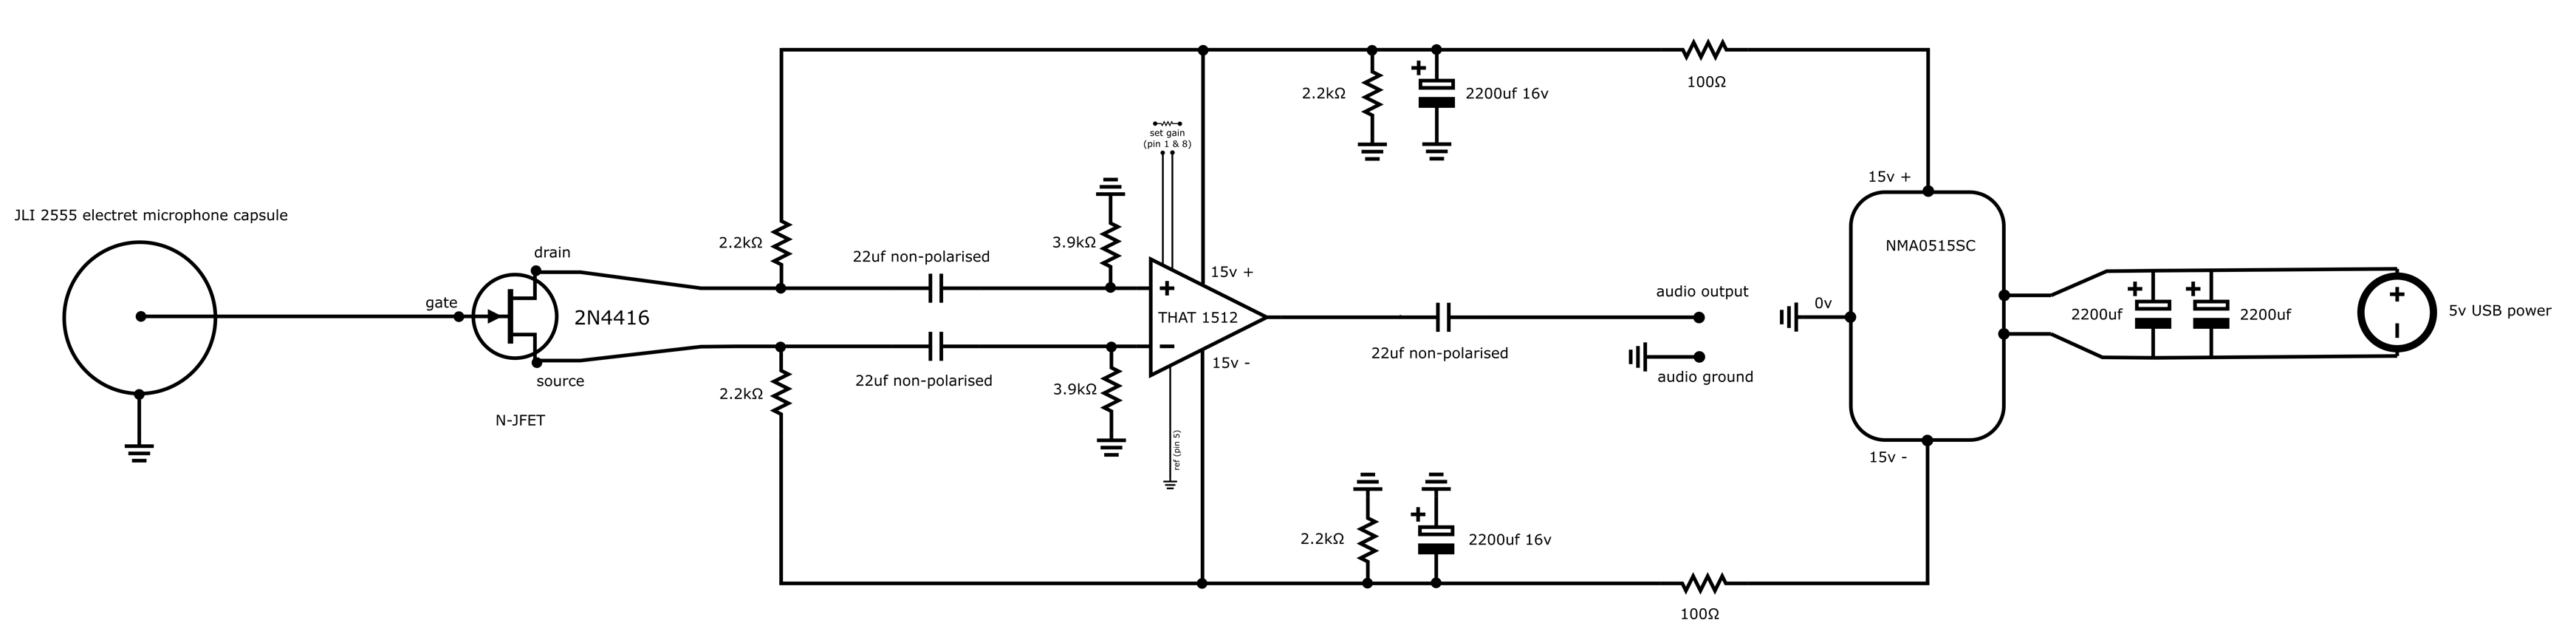 JLI 2555 electret microphone capsule
gate
drain
2N4416
source
N-JFET
2.2kΩ
2.2kΩ
22uf non-polarised
22uf non-polarised
3.9kΩ
3.9kΩ
set gain
(pin 1 & 8)
15v +
+
THAT 1512
−
15v -
ref (pin 5)
2.2kΩ
+
2200uf 16v
100Ω
22uf non-polarised
audio output
audio ground
2.2kΩ
+
2200uf 16v
100Ω
15v +
NMA0515SC
0v
15v -
+
2200uf
+
2200uf
+
−
5v USB power